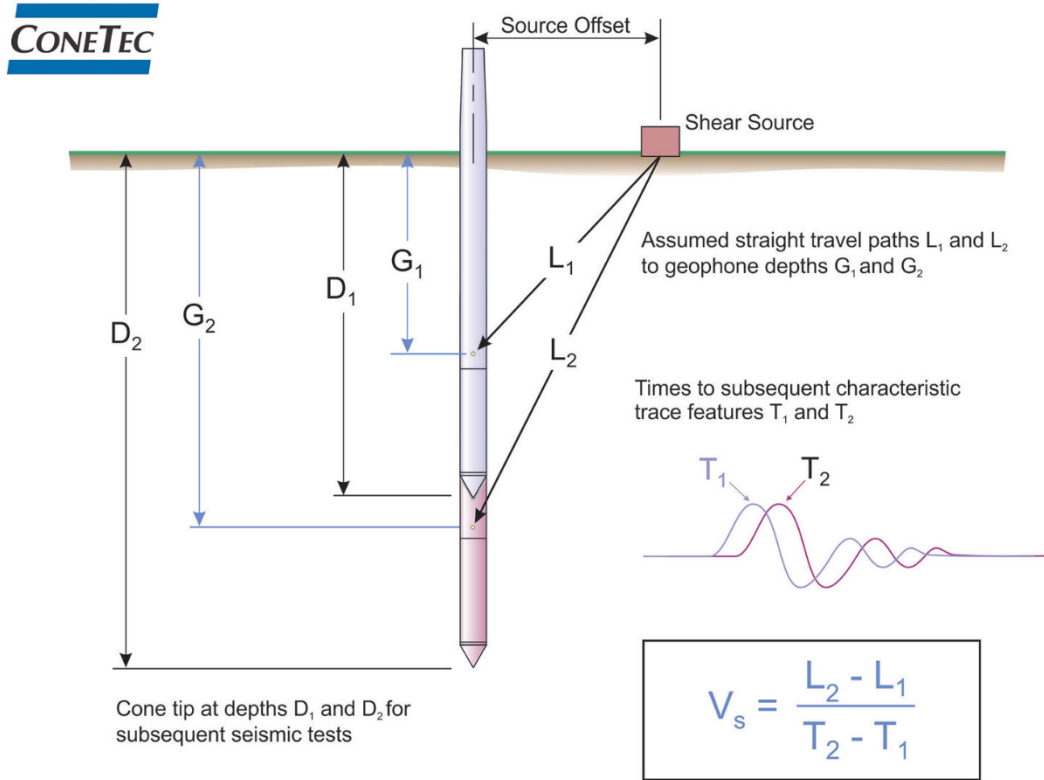 CONETEC
Source Offset
Shear Source
Assumed straight travel paths L₁ and L₂
to geophone depths G₁ and G₂
G₁
L₁
D₁
G₂
D₂
L₂
Times to subsequent characteristic
trace features T₁ and T₂
T₁
T₂
Cone tip at depths D₁ and D₂ for
subsequent seismic tests
Vₛ = (L₂ - L₁) / (T₂ - T₁)